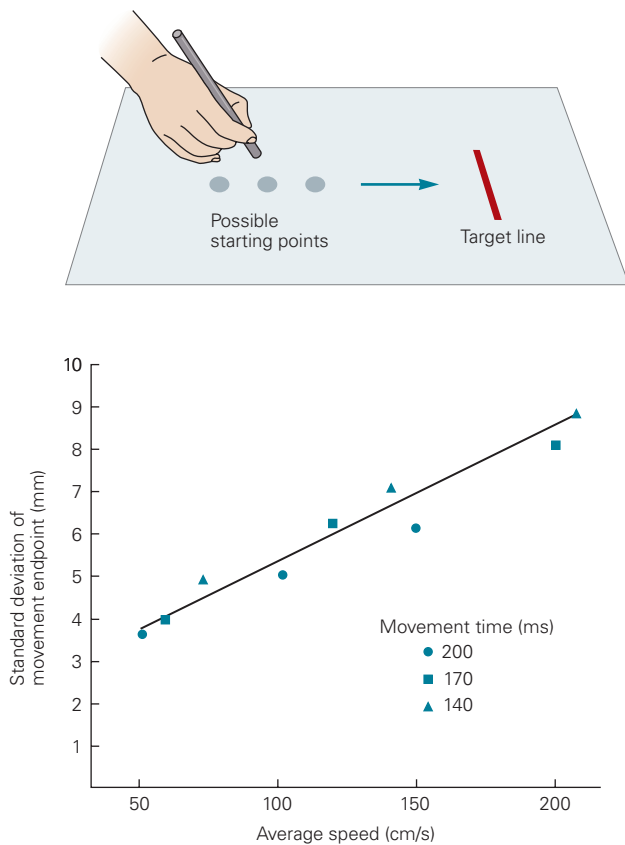 Possible
starting points
Target line
10
9
8
7
6
5
4
3
2
1
Standard deviation of
movement endpoint (mm)
Movement time (ms)
200
170
140
50 100 150 200
Average speed (cm/s)